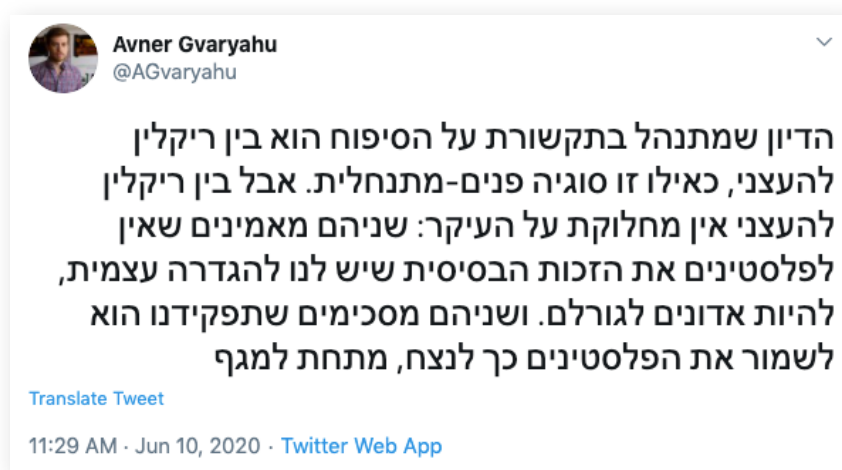 Avner Gvaryahu
@AGvaryahu
הדיון שמתנהל בתקשורת על הסיפוח הוא בין ריקלין
להעצני, כאילו זו סוגיה פנים-מתנחלית. אבל בין ריקלין
להעצני אין מחלוקת על העיקר: שניהם מאמינים שאין
לפלסטינים את הזכות הבסיסית שיש לנו להגדרה עצמית,
להיות אדונים לגורלם. ושניהם מסכימים שתפקידנו הוא
לשמור את הפלסטינים כך לנצח, מתחת למגף
Translate Tweet
11:29 AM · Jun 10, 2020 · Twitter Web App